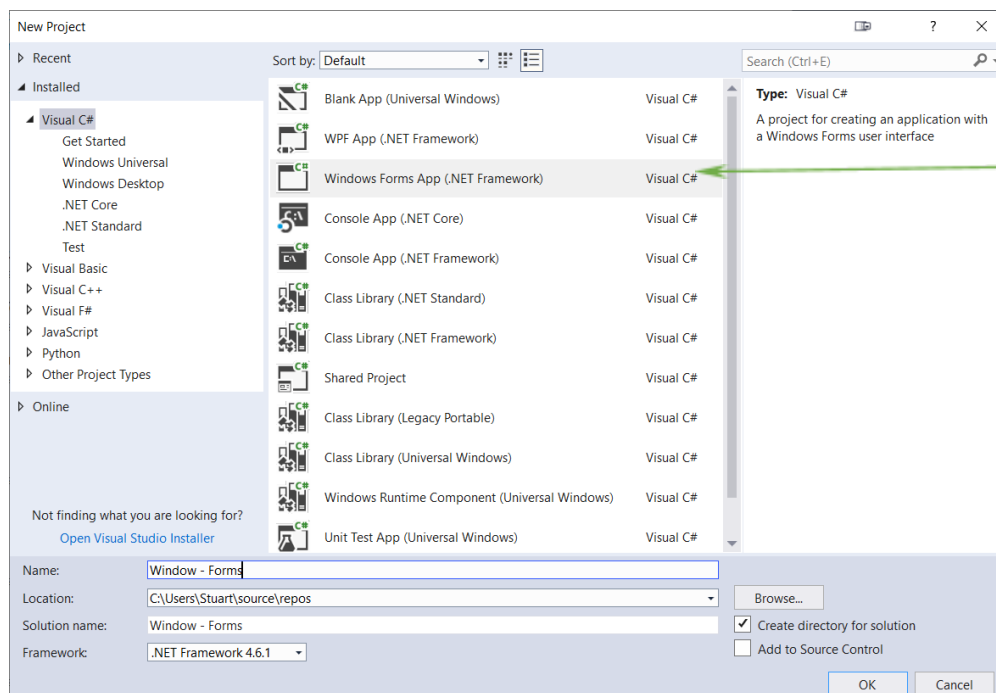 New Project
?
Recent
Installed
Visual C#
Get Started
Windows Universal
Windows Desktop
.NET Core
.NET Standard
Test
Visual Basic
Visual C++
Visual F#
JavaScript
Python
Other Project Types
Online
Not finding what you are looking for?
Open Visual Studio Installer
Sort by: Default
C# Blank App (Universal Windows) Visual C#
C# WPF App (.NET Framework) Visual C#
C# Windows Forms App (.NET Framework) Visual C#
Console App (.NET Core) Visual C#
C# Console App (.NET Framework) Visual C#
C# Class Library (.NET Standard) Visual C#
C# Class Library (.NET Framework) Visual C#
C# Shared Project Visual C#
C# Class Library (Legacy Portable) Visual C#
C# Class Library (Universal Windows) Visual C#
C# Windows Runtime Component (Universal Windows) Visual C#
C# Unit Test App (Universal Windows) Visual C#
Search (Ctrl+E)
Type: Visual C#
A project for creating an application with
a Windows Forms user interface
Name: Window - Forms
Location: C:\Users\Stuart\source\repos
Browse...
Solution name: Window - Forms
Create directory for solution
Framework: .NET Framework 4.6.1
Add to Source Control
OK
Cancel